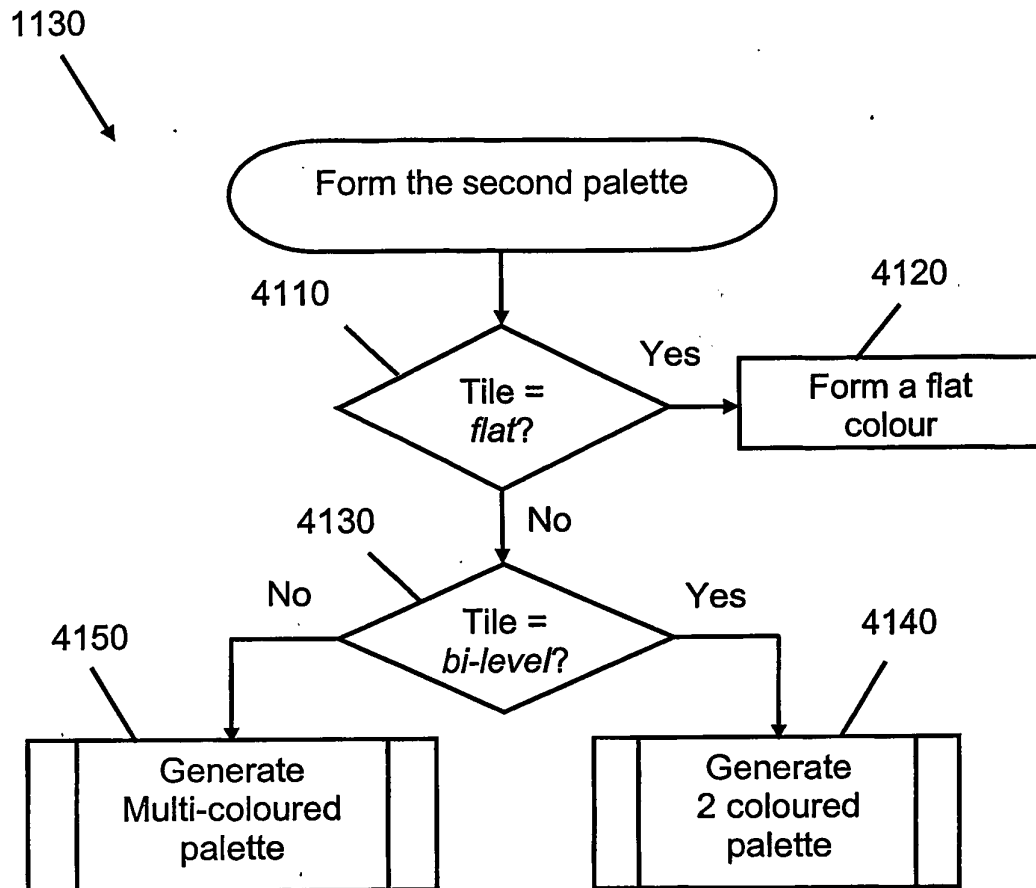 1130
Form the second palette
4110
4120
Yes
Tile =
flat?
Form a flat
colour
4130
No
No
Yes
Tile =
bi-level?
4150
4140
Generate
Multi-coloured
palette
Generate
2 coloured
palette